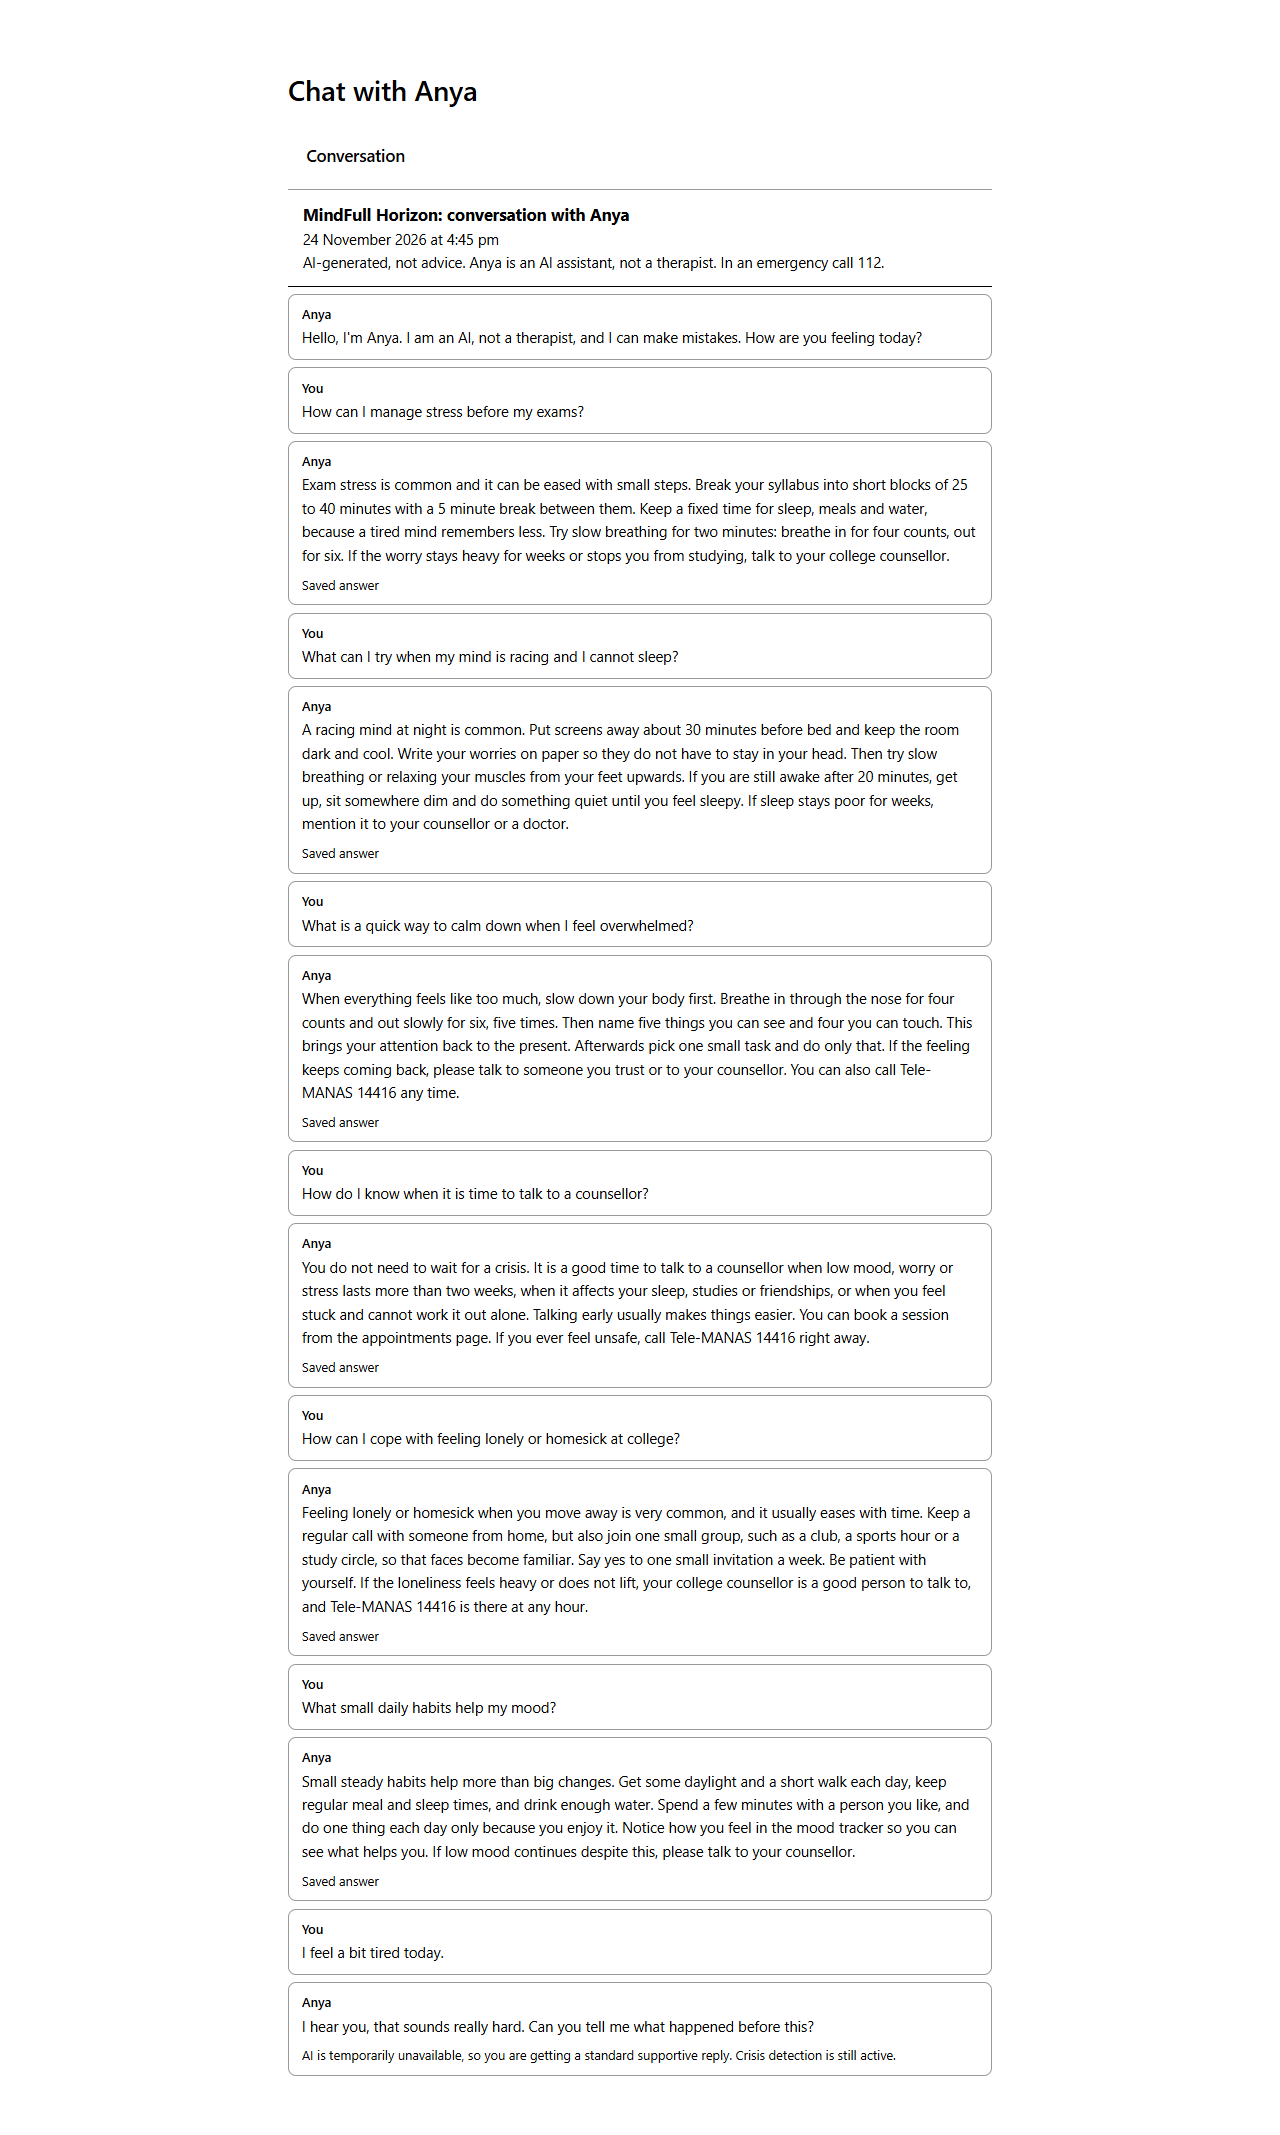 Chat with Anya
Conversation
MindFull Horizon: conversation with Anya
24 November 2026 at 4:45 pm
AI-generated, not advice. Anya is an AI assistant, not a therapist. In an emergency call 112.
Anya
Hello, I'm Anya. I am an AI, not a therapist, and I can make mistakes. How are you feeling today?
You
How can I manage stress before my exams?
Anya
Exam stress is common and it can be eased with small steps. Break your syllabus into short blocks of 25
to 40 minutes with a 5 minute break between them. Keep a fixed time for sleep, meals and water,
because a tired mind remembers less. Try slow breathing for two minutes: breathe in for four counts, out
for six. If the worry stays heavy for weeks or stops you from studying, talk to your college counsellor.
Saved answer
You
What can I try when my mind is racing and I cannot sleep?
Anya
A racing mind at night is common. Put screens away about 30 minutes before bed and keep the room
dark and cool. Write your worries on paper so they do not have to stay in your head. Then try slow
breathing or relaxing your muscles from your feet upwards. If you are still awake after 20 minutes, get
up, sit somewhere dim and do something quiet until you feel sleepy. If sleep stays poor for weeks,
mention it to your counsellor or a doctor.
Saved answer
You
What is a quick way to calm down when I feel overwhelmed?
Anya
When everything feels like too much, slow down your body first. Breathe in through the nose for four
counts and out slowly for six, five times. Then name five things you can see and four you can touch. This
brings your attention back to the present. Afterwards pick one small task and do only that. If the feeling
keeps coming back, please talk to someone you trust or to your counsellor. You can also call Tele-
MANAS 14416 any time.
Saved answer
You
How do I know when it is time to talk to a counsellor?
Anya
You do not need to wait for a crisis. It is a good time to talk to a counsellor when low mood, worry or
stress lasts more than two weeks, when it affects your sleep, studies or friendships, or when you feel
stuck and cannot work it out alone. Talking early usually makes things easier. You can book a session
from the appointments page. If you ever feel unsafe, call Tele-MANAS 14416 right away.
Saved answer
You
How can I cope with feeling lonely or homesick at college?
Anya
Feeling lonely or homesick when you move away is very common, and it usually eases with time. Keep a
regular call with someone from home, but also join one small group, such as a club, a sports hour or a
study circle, so that faces become familiar. Say yes to one small invitation a week. Be patient with
yourself. If the loneliness feels heavy or does not lift, your college counsellor is a good person to talk to,
and Tele-MANAS 14416 is there at any hour.
Saved answer
You
What small daily habits help my mood?
Anya
Small steady habits help more than big changes. Get some daylight and a short walk each day, keep
regular meal and sleep times, and drink enough water. Spend a few minutes with a person you like, and
do one thing each day only because you enjoy it. Notice how you feel in the mood tracker so you can
see what helps you. If low mood continues despite this, please talk to your counsellor.
Saved answer
You
I feel a bit tired today.
Anya
I hear you, that sounds really hard. Can you tell me what happened before this?
AI is temporarily unavailable, so you are getting a standard supportive reply. Crisis detection is still active.